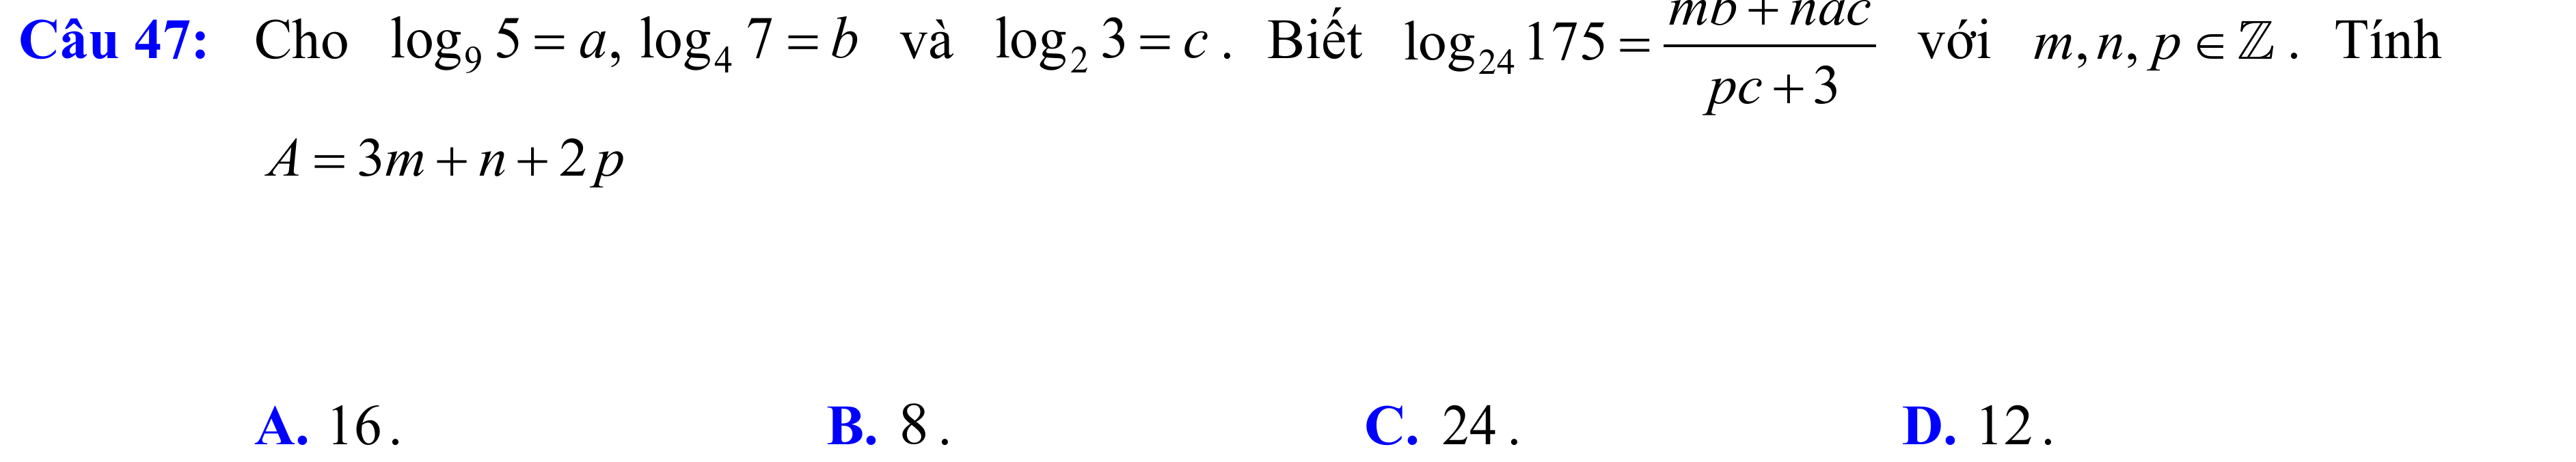 Câu 47: Cho log₉ 5 = a, log₄ 7 = b và log₂ 3 = c. Biết log₂₄ 175 = (mb + nac)/(pc + 3) với m, n, p ∈ ℤ. Tính
A = 3m + n + 2p
A. 16. B. 8. C. 24. D. 12.